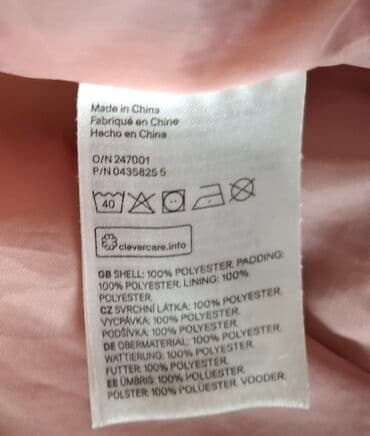 Made in China
Fabriqué en Chine
Hecho en China
O/N 247001
P/N 0435825 5
40
clevercare.info
GB SHELL: 100% POLYESTER. PADDING:
100% POLYESTER. LINING: 100%
POLYESTER.
CZ SVRCHNÍ LÁTKA: 100% POLYESTER.
VYCPÁVKA: 100% POLYESTER.
PODŠÍVKA: 100% POLYESTER.
DE OBERMATERIAL: 100% POLYESTER.
WATTIERUNG: 100% POLYESTER.
FUTTER: 100% POLYESTER.
EE ÜMBRIS: 100% POLÜESTER.
POLSTER: 100% POLÜESTER. VOODER: